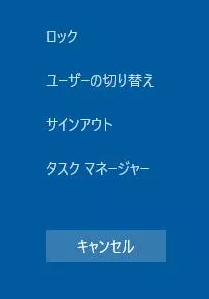 ロック
ユーザーの切り替え
サインアウト
タスク マネージャー
キャンセル